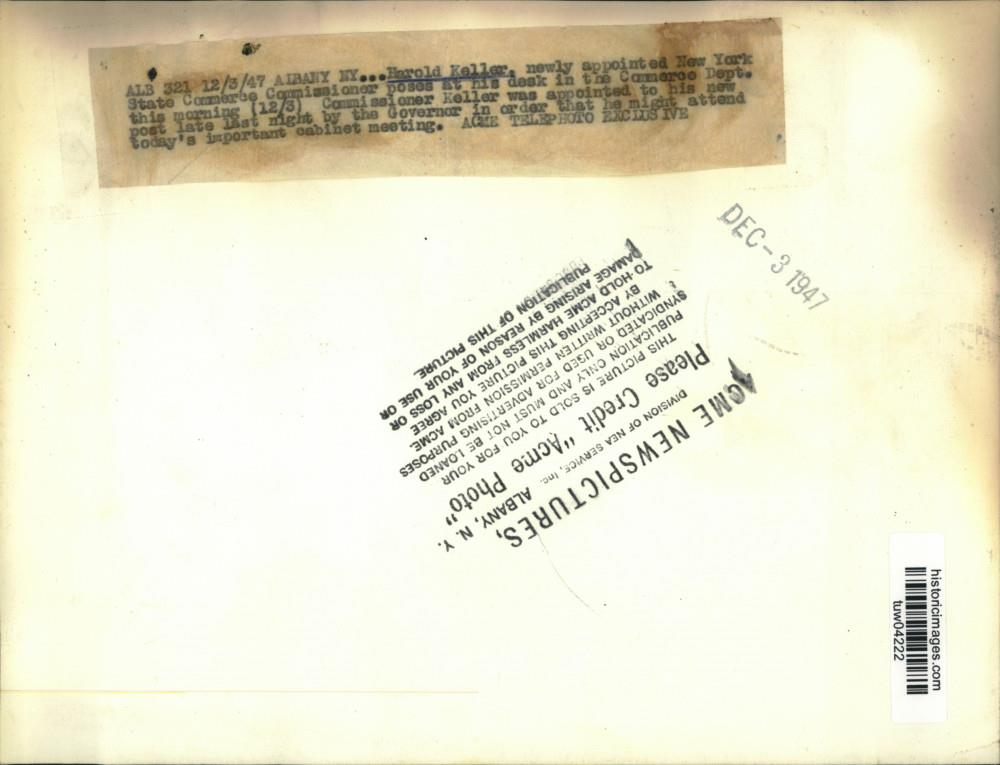 ALB 321 12/3/47 ALBANY NY...Harold Keller, newly appointed New York
State Commerce Commissioner poses at his desk in the Commerce Dept.
this morning (12/3) Commissioner Keller was appointed to his new
post late last night by the Governor in order that he might attend
today's important cabinet meeting. ACME TELEPHOTO EXCLUSIVE
DEC-3 1947
ACME NEWSPICTURES,
DIVISION OF NEA SERVICE, Inc. ALBANY, N. Y.
Please Credit "Acme Photo"
THIS PICTURE IS SOLD TO YOU FOR YOUR
PUBLICATION ONLY AND MUST NOT BE LOANED
SYNDICATED OR USED FOR ADVERTISING PURPOSES
WITHOUT WRITTEN PERMISSION FROM ACME.
BY ACCEPTING THIS PICTURE YOU AGREE
TO HOLD ACME HARMLESS FROM ANY LOSS OR
DAMAGE ARISING BY REASON OF YOUR USE OR
PUBLICATION OF THIS PICTURE.
historicimages.com
tuw04222